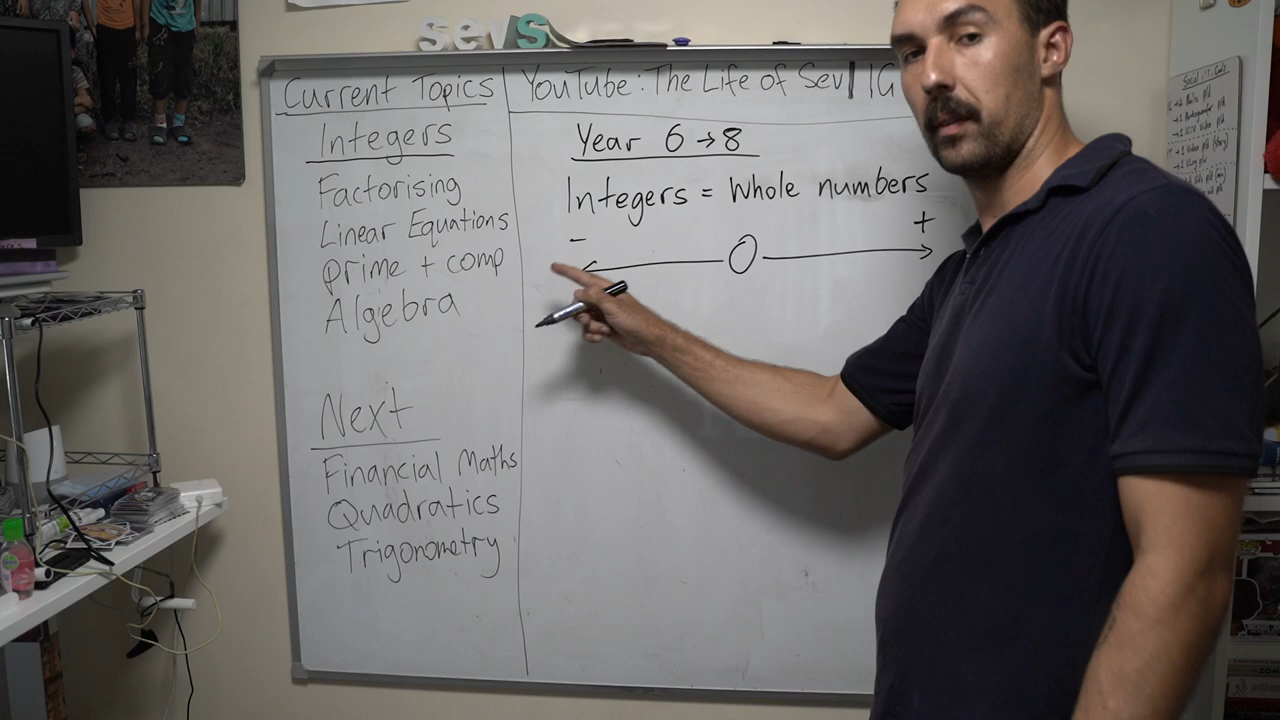 sevs
Current Topics
Integers
Factorising
Linear Equations
prime + comp
Algebra
Next
Financial Maths
Quadratics
Trigonometry
YouTube: The Life of Sev | IG
Year 6 → 8
Integers = Whole numbers
- +
0